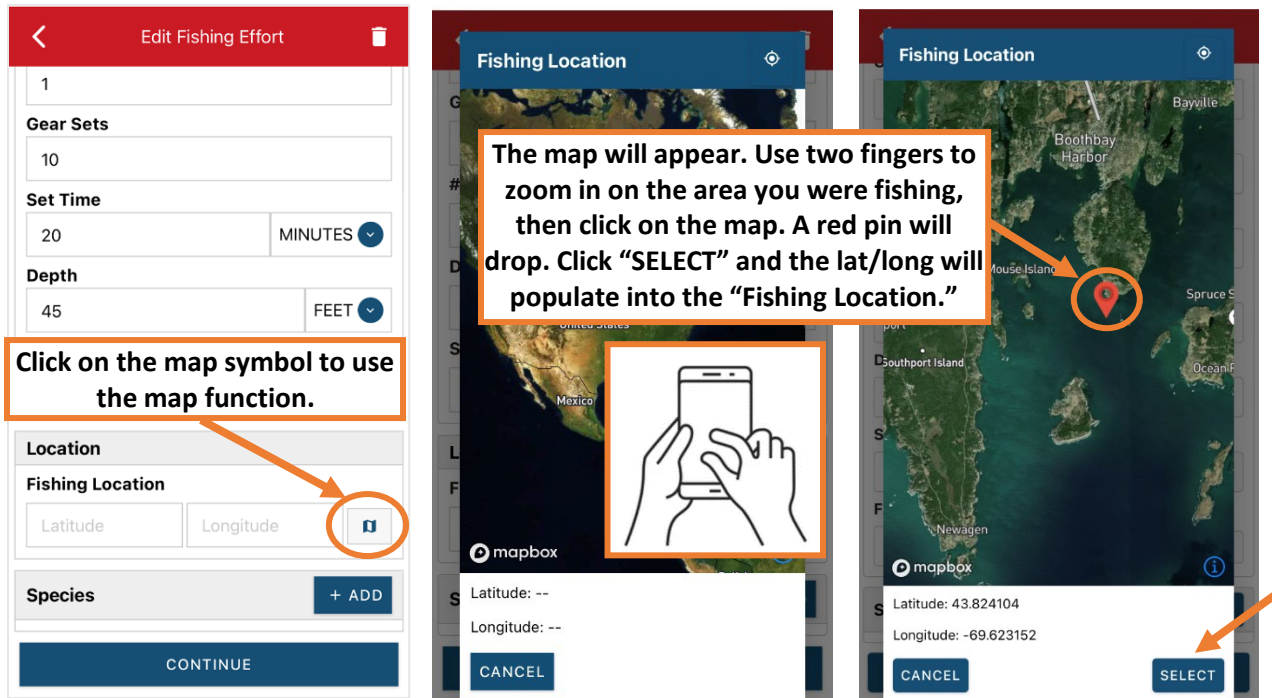 Edit Fishing Effort
1
Gear Sets
10
Set Time
20 MINUTES
Depth
45 FEET
Click on the map symbol to use
the map function.
Location
Fishing Location
Latitude Longitude
Species + ADD
CONTINUE
Fishing Location
The map will appear. Use two fingers to
zoom in on the area you were fishing,
then click on the map. A red pin will
drop. Click “SELECT” and the lat/long will
populate into the “Fishing Location.”
Mexico
mapbox
Latitude: --
Longitude: --
CANCEL
Fishing Location
Bayville
Boothbay
Harbor
Mouse Island
Spruce
Southport Island
Ocean
Newagen
mapbox
Latitude: 43.824104
Longitude: -69.623152
CANCEL SELECT